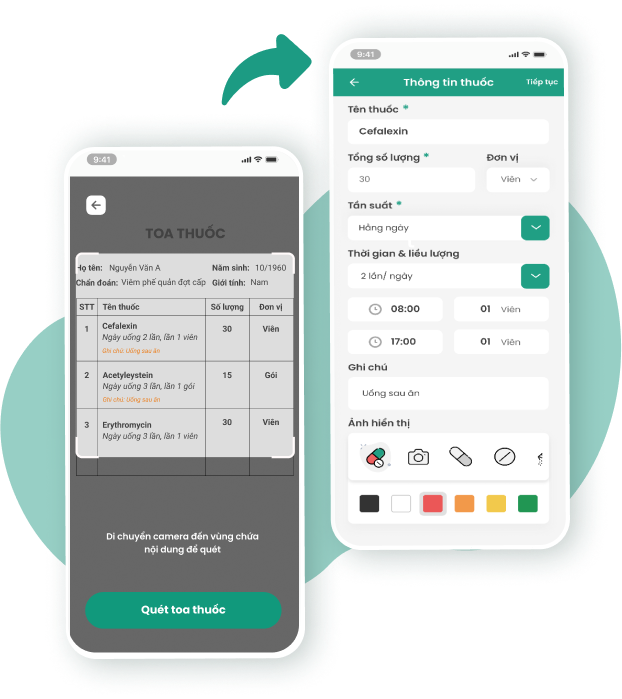 9:41
TOA THUỐC
Họ tên: Nguyễn Văn A Năm sinh: 10/1960
Chẩn đoán: Viêm phế quản đợt cấp Giới tính: Nam
STT Tên thuốc Số lượng Đơn vị
1 Cefalexin 30 Viên
Ngày uống 2 lần, lần 1 viên
Ghi chú: Uống sau ăn
2 Acetyleystein 15 Gói
Ngày uống 3 lần, lần 1 gói
Ghi chú: Uống sau ăn
3 Erythromycin 30 Viên
Ngày uống 3 lần, lần 1 viên
Di chuyển camera đến vùng chứa
nội dung để quét
Quét toa thuốc
9:41
Thông tin thuốc Tiếp tục
Tên thuốc *
Cefalexin
Tổng số lượng * Đơn vị
30 Viên
Tần suất *
Hằng ngày
Thời gian & liều lượng
2 lần/ ngày
08:00 01 Viên
17:00 01 Viên
Ghi chú
Uống sau ăn
Ảnh hiển thị